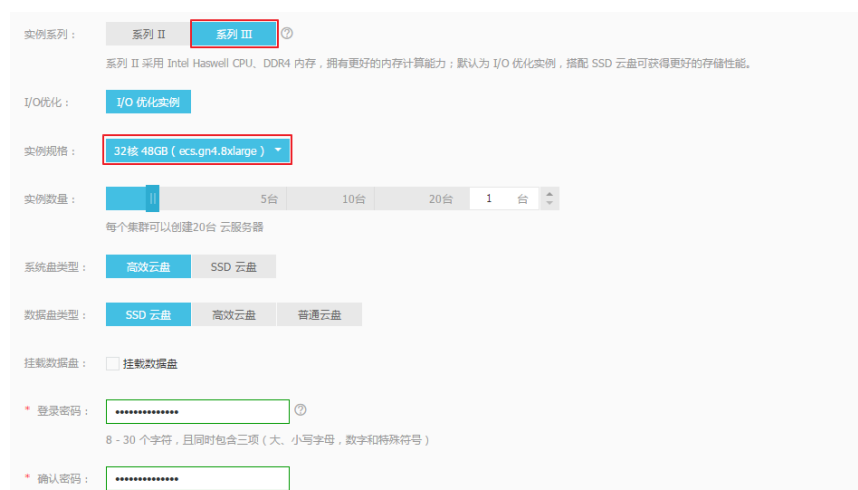 实例系列： 系列 II 系列 III
系列 II 采用 Intel Haswell CPU、DDR4 内存，拥有更好的内存计算能力；默认为 I/O 优化实例，搭配 SSD 云盘可获得更好的存储性能。
I/O优化： I/O 优化实例
实例规格： 32核 48GB ( ecs.gn4.8xlarge )
实例数量： 5台 10台 20台 1 台
每个集群可以创建20台 云服务器
系统盘类型： 高效云盘 SSD 云盘
数据盘类型： SSD 云盘 高效云盘 普通云盘
挂载数据盘： 挂载数据盘
* 登录密码： ••••••••••••••
8 - 30 个字符，且同时包含三项（大、小写字母，数字和特殊符号）
* 确认密码： ••••••••••••••